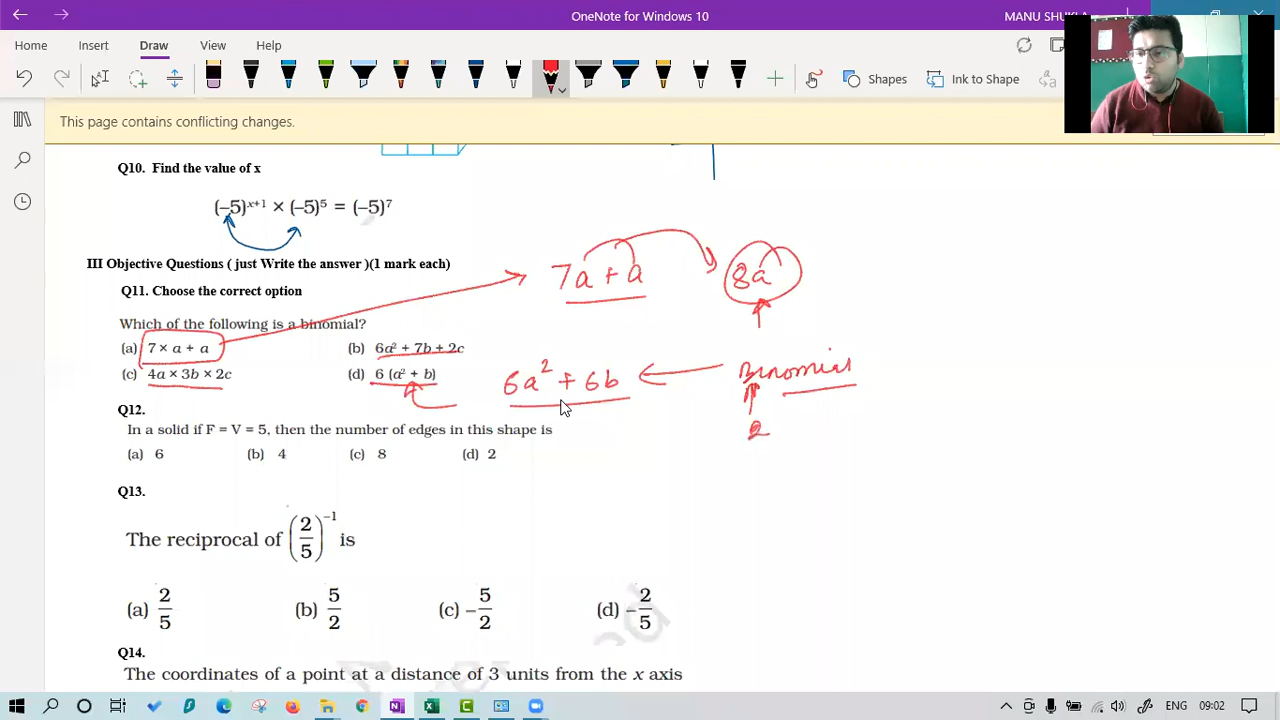 OneNote for Windows 10
MANU SHUKL
Home Insert Draw View Help
Shapes Ink to Shape
This page contains conflicting changes.
Q10. Find the value of x
(–5)ˣ⁺¹ × (–5)⁵ = (–5)⁷
III Objective Questions ( just Write the answer )(1 mark each)
7a + a 8a
Q11. Choose the correct option
Which of the following is a binomial?
(a) 7 × a + a (b) 6a² + 7b + 2c
(c) 4a × 3b × 2c (d) 6 (a² + b)
6a² + 6b Binomial
2
Q12.
In a solid if F = V = 5, then the number of edges in this shape is
(a) 6 (b) 4 (c) 8 (d) 2
Q13.
The reciprocal of (2/5)⁻¹ is
(a) 2/5 (b) 5/2 (c) –5/2 (d) –2/5
Q14.
The coordinates of a point at a distance of 3 units from the x axis
ENG 09:02